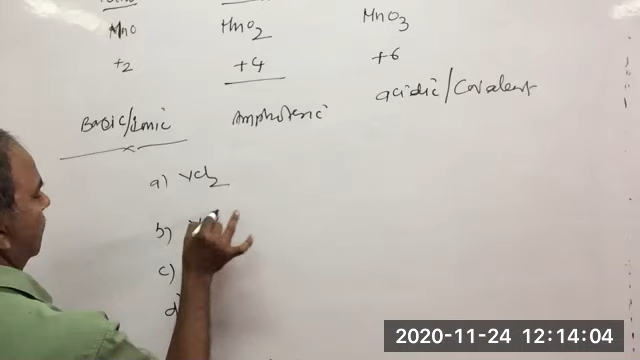 MnO MnO2 MnO3
+2 +4 +6
Basic/Ionic Amphoteric acidic/Covalent
a) VCl2
b)
c)
d)
2020-11-24 12:14:04